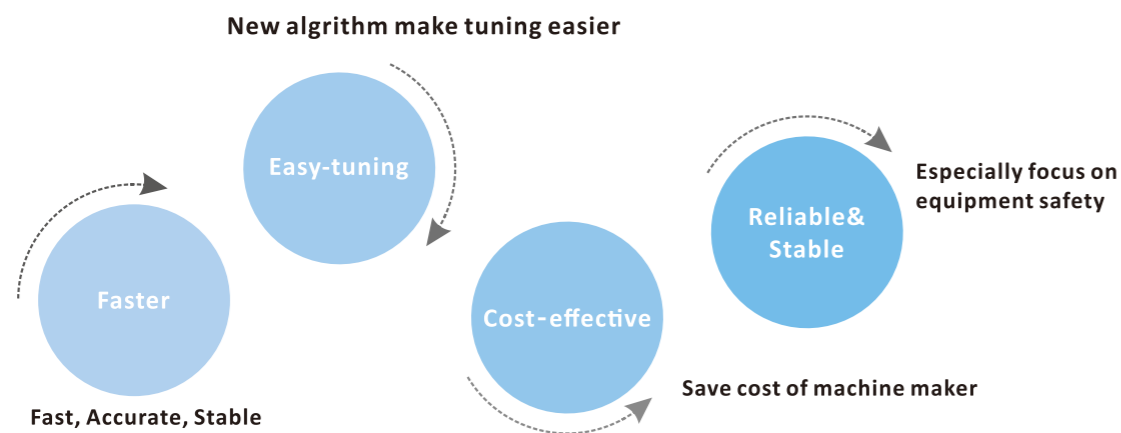 New algrithm make tuning easier
Easy-tuning
Faster
Fast, Accurate, Stable
Cost-effective
Save cost of machine maker
Reliable&
Stable
Especially focus on
equipment safety